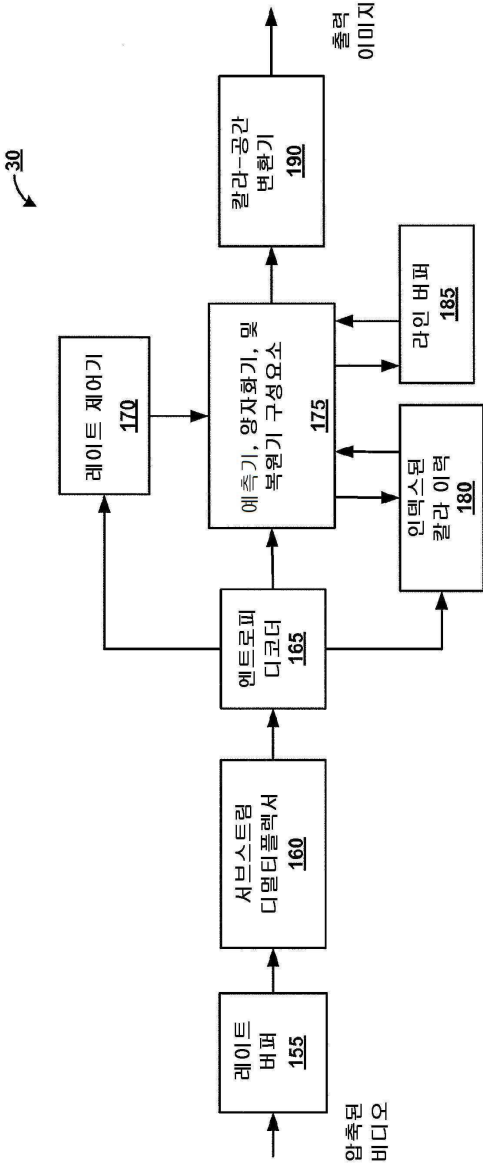 30
압축된
비디오
레이트
버퍼
155
서브스트림
디멀티플렉서
160
엔트로피
디코더
165
레이트 제어기
170
예측기, 양자화기, 및
복원기 구성요소
175
인덱스된
칼라 이력
180
라인 버퍼
185
칼라-공간
변환기
190
출력
이미지